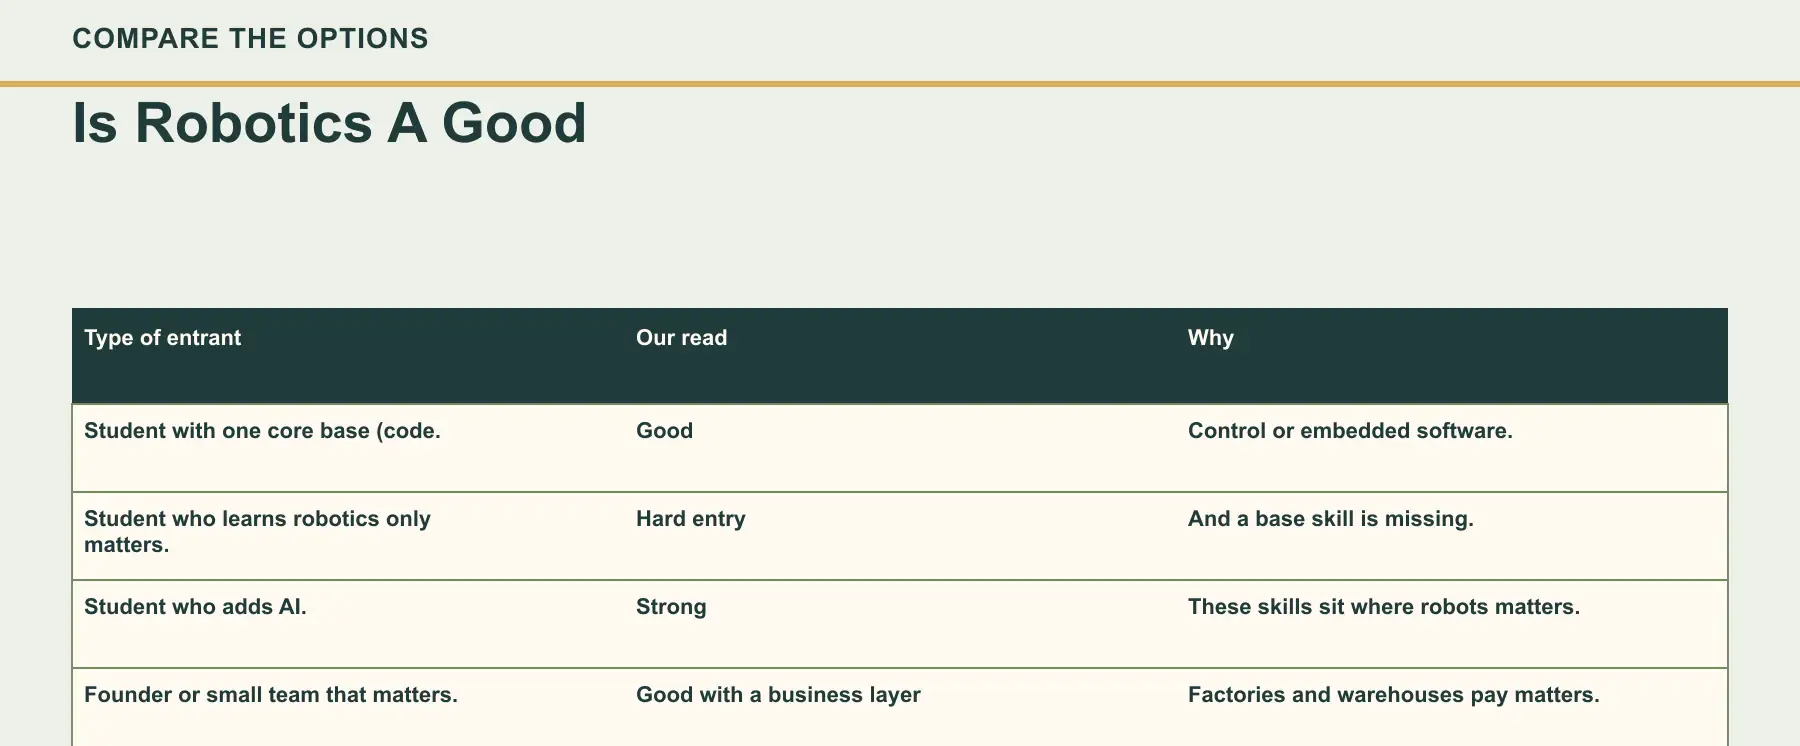 COMPARE THE OPTIONS
Is Robotics A Good
Type of entrant Our read Why
Student with one core base (code. Good Control or embedded software.
Student who learns robotics only Hard entry And a base skill is missing.
matters.
Student who adds AI. Strong These skills sit where robots matters.
Founder or small team that matters. Good with a business layer Factories and warehouses pay matters.